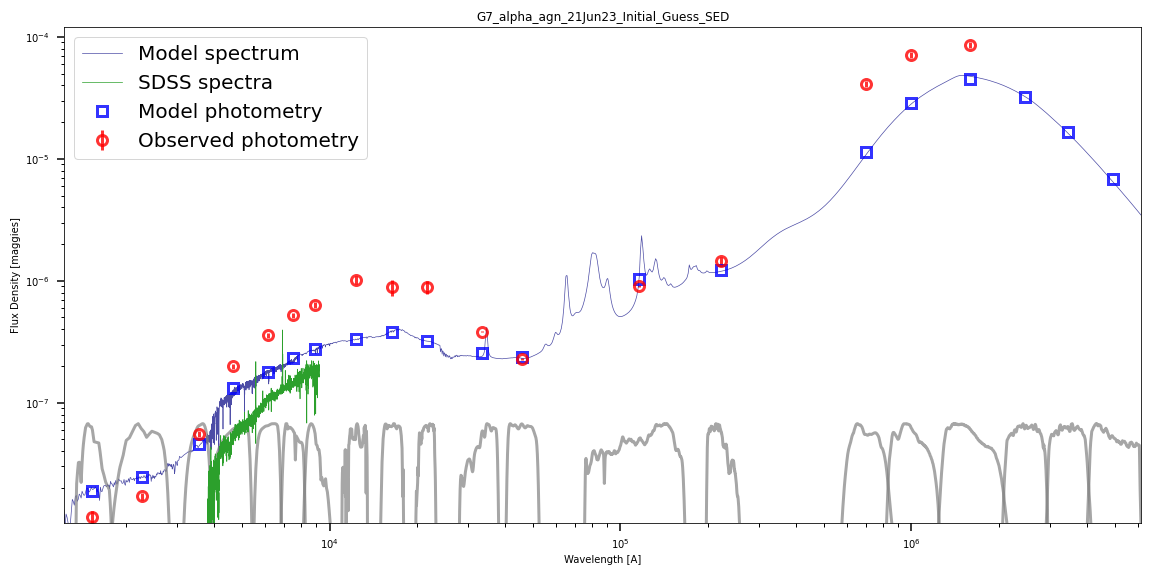 G7_alpha_agn_21Jun23_Initial_Guess_SED
Model spectrum
SDSS spectra
Model photometry
Observed photometry
Flux Density [maggies]
10⁻⁴
10⁻⁵
10⁻⁶
10⁻⁷
10⁴
10⁵
10⁶
Wavelength [A]